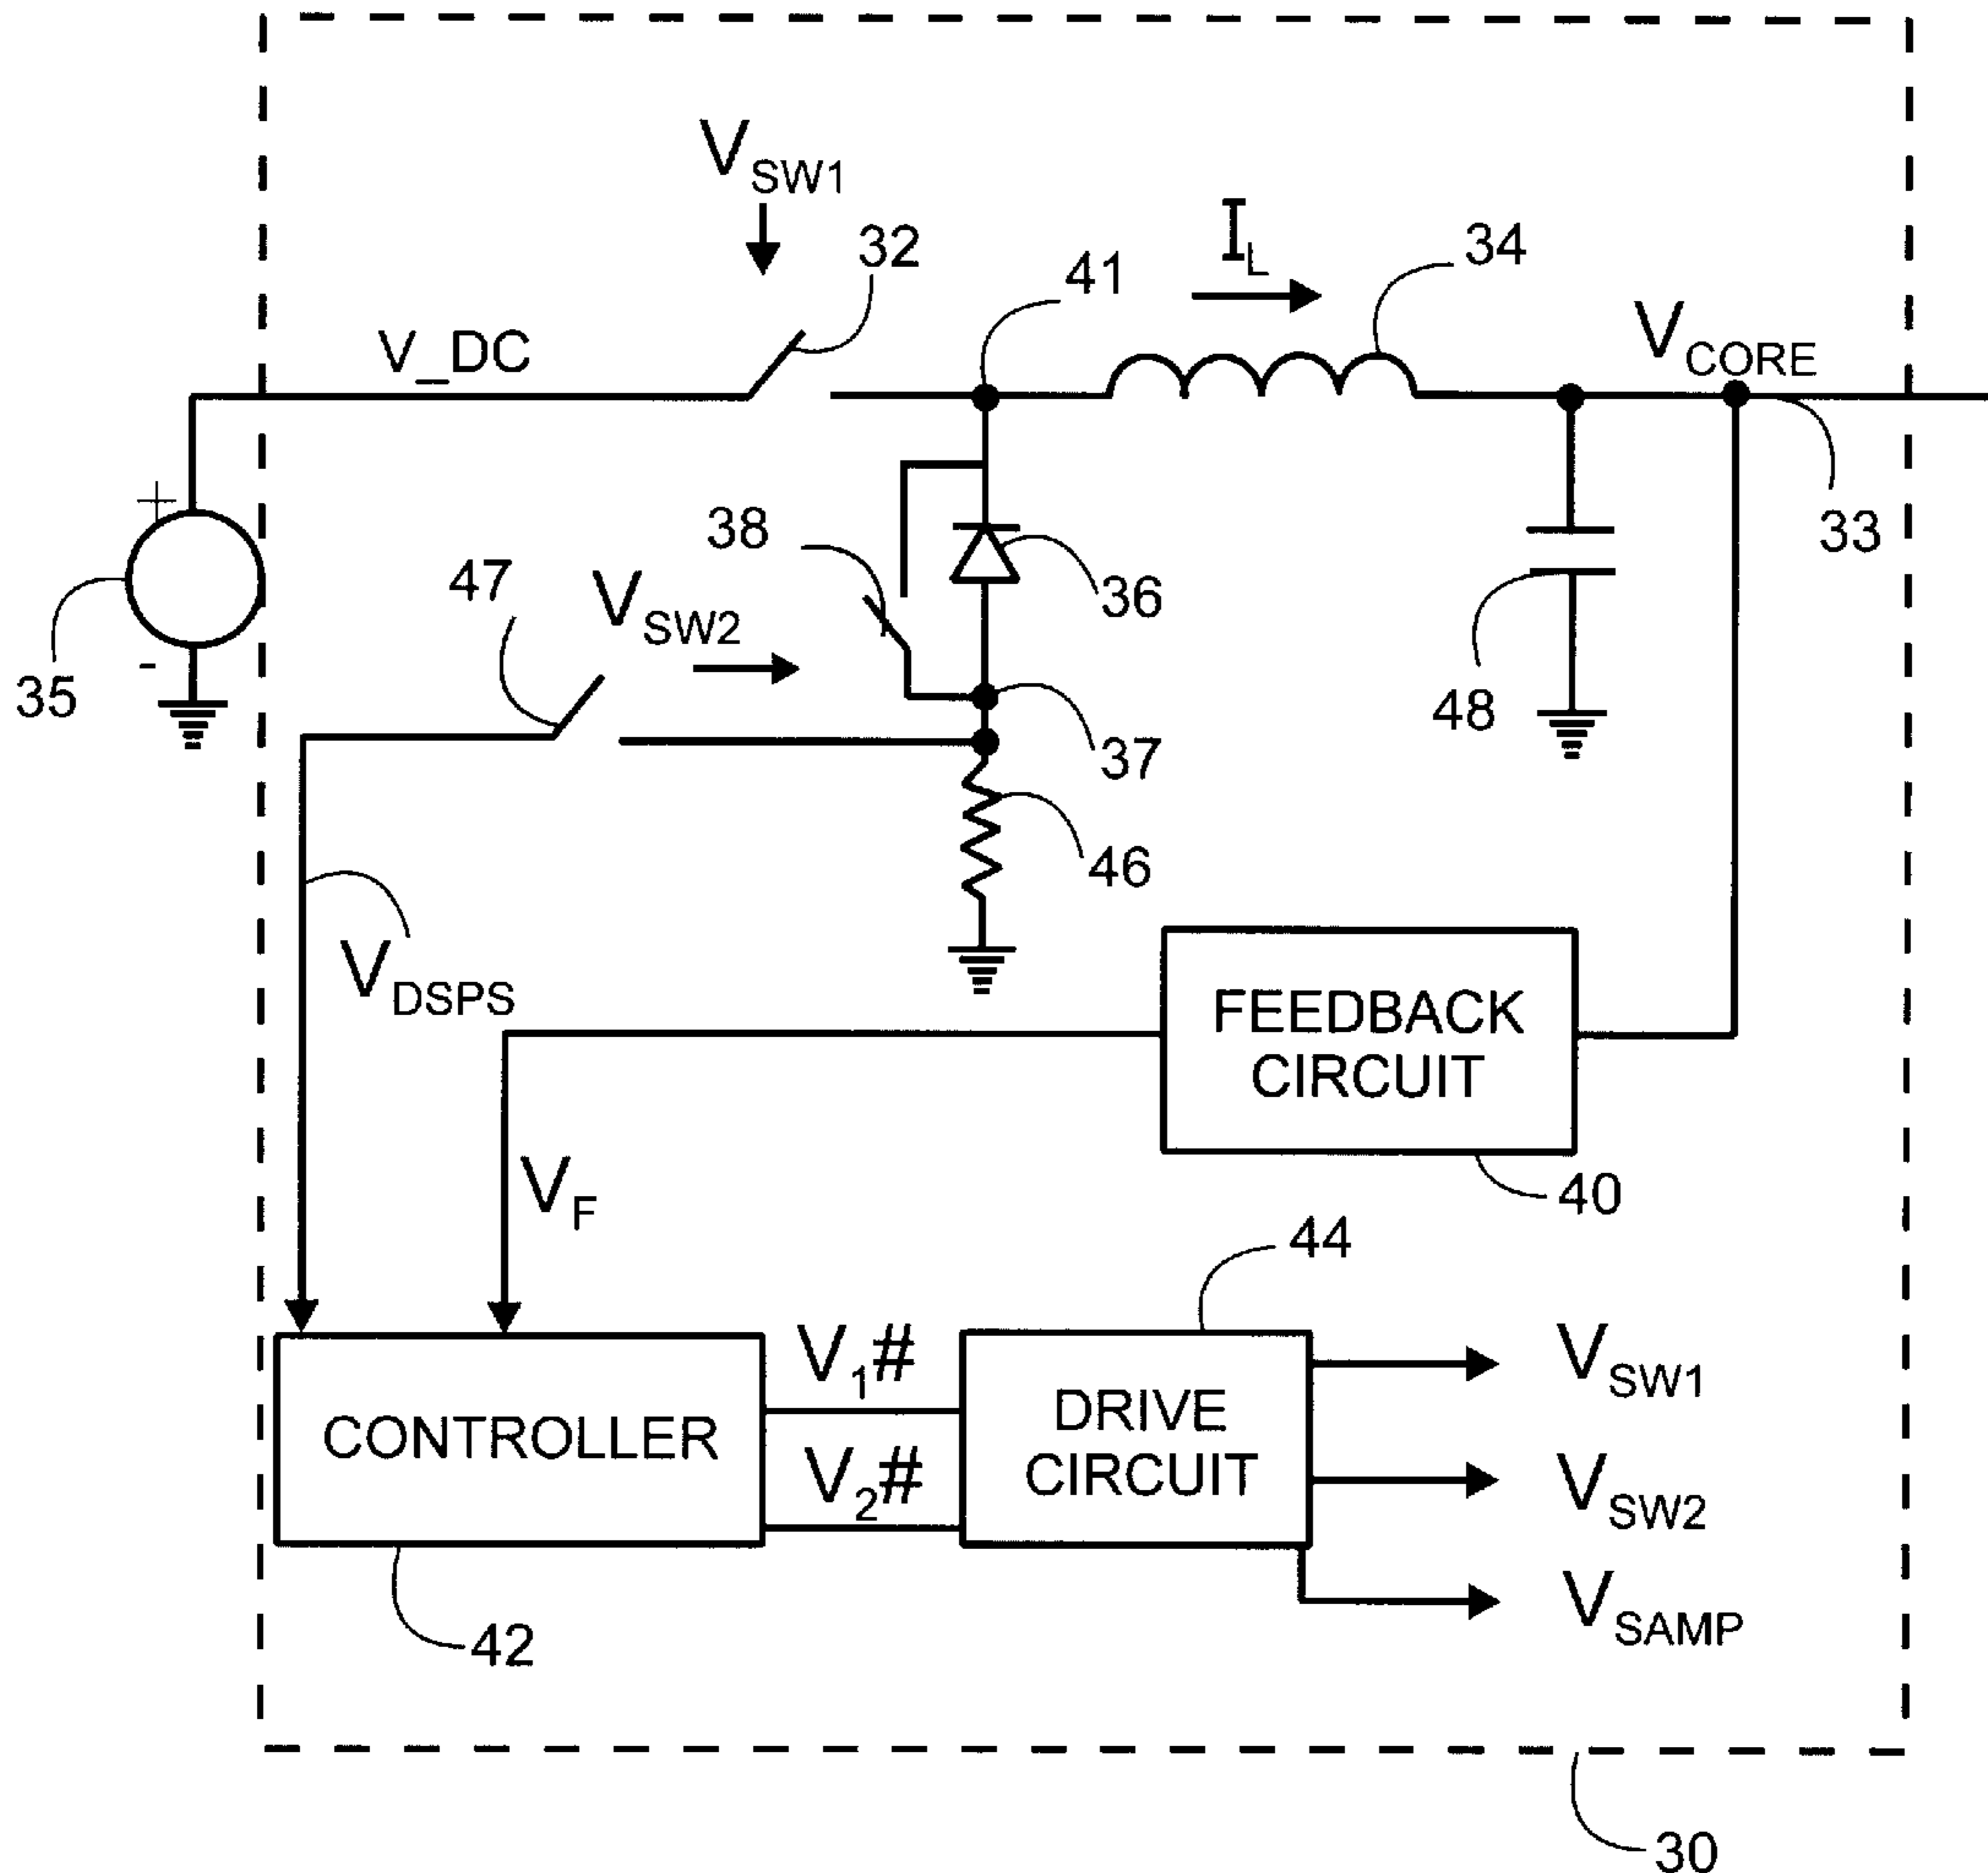 V_SW1
32
41
I_L
34
V_DC
V_CORE
+
38
33
47
V_SW2
36
-
35
37
48
46
V_DSPS
FEEDBACK
CIRCUIT
V_F
40
44
V_1#
V_SW1
CONTROLLER
DRIVE
CIRCUIT
V_2#
V_SW2
V_SAMP
42
30